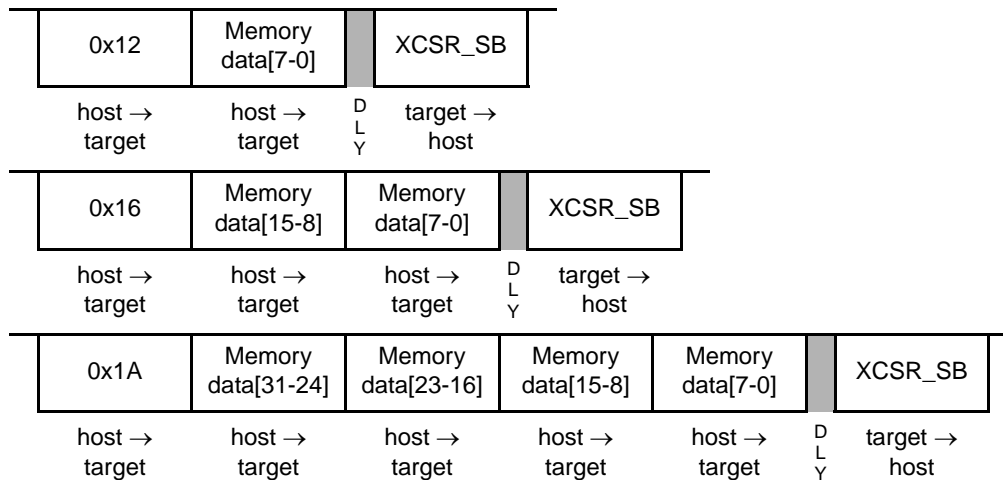 0x12 Memory data[7-0] XCSR_SB
host → target host → target D L Y target → host
0x16 Memory data[15-8] Memory data[7-0] XCSR_SB
host → target host → target host → target D L Y target → host
0x1A Memory data[31-24] Memory data[23-16] Memory data[15-8] Memory data[7-0] XCSR_SB
host → target host → target host → target host → target host → target D L Y target → host